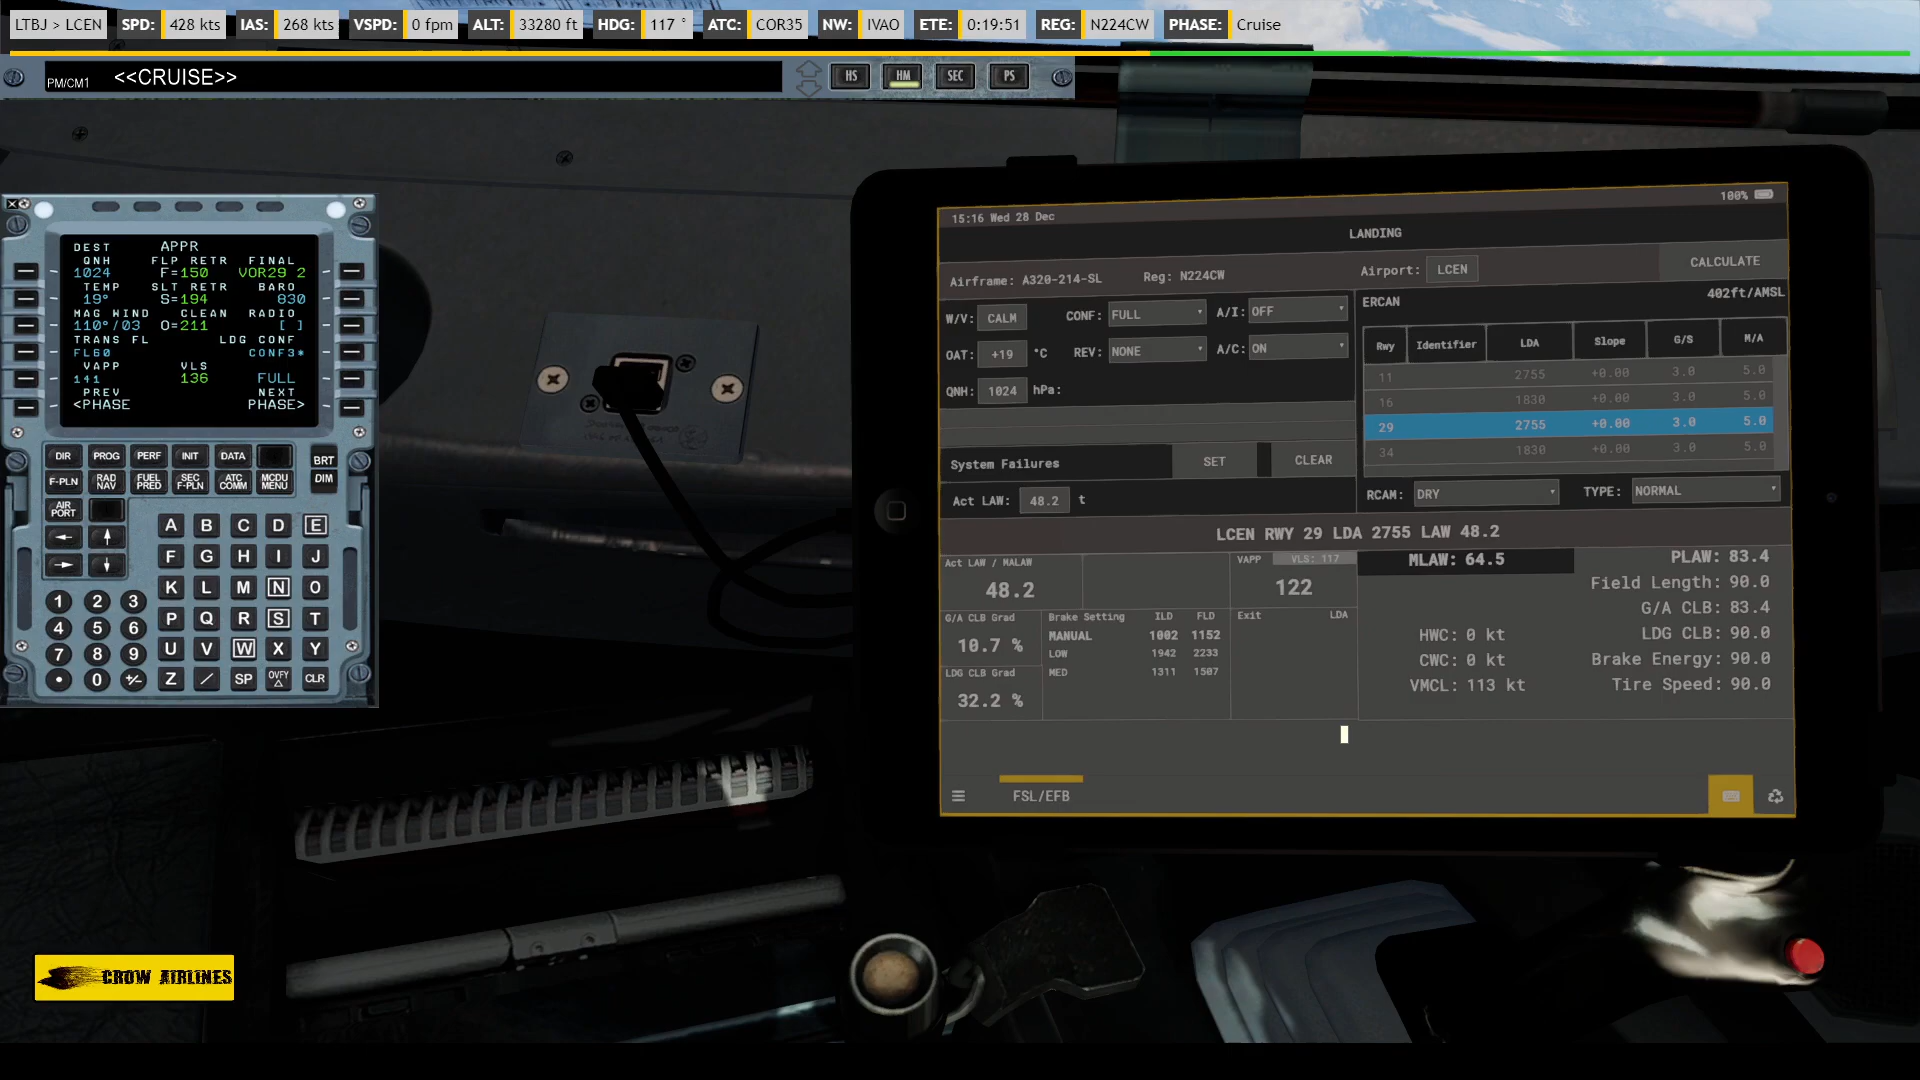 LTBJ > LCEN SPD: 428 kts IAS: 268 kts VSPD: 0 fpm ALT: 33280 ft HDG: 117 ° ATC: COR35 NW: IVAO ETE: 0:19:51 REG: N224CW PHASE: Cruise
PM/CM1 <<CRUISE>> HS HM SEC PS
DEST APPR
QNH FLP RETR FINAL
1024 F=150 VOR29 2
TEMP SLT RETR BARO
19° S=194 830
MAG WIND CLEAN RADIO
110°/03 O=211 [ ]
TRANS FL LDG CONF
FL60 CONF3*
VAPP VLS
141 136 FULL
PREV NEXT
<PHASE PHASE>
DIR PROG PERF INIT DATA BRT
F-PLN RAD NAV FUEL PRED SEC F-PLN ATC COMM MCDU MENU DIM
AIR PORT
A B C D E
← ↑ F G H I J
→ ↓ K L M N O
1 2 3 P Q R S T
4 5 6 U V W X Y
7 8 9 Z / SP OVFY △ CLR
• 0 +/-
15:16 Wed 28 Dec 100%
LANDING
Airframe: A320-214-SL Reg: N224CW Airport: LCEN CALCULATE
W/V: CALM CONF: FULL A/I: OFF
OAT: +19 °C REV: NONE A/C: ON
QNH: 1024 hPa:
System Failures SET CLEAR
Act LAW: 48.2 t
ERCAN 402ft/AMSL
Rwy Identifier LDA Slope G/S M/A
11 2755 +0.00 3.0 5.0
16 1830 +0.00 3.0 5.0
29 2755 +0.00 3.0 5.0
34 1830 +0.00 3.0 5.0
RCAM: DRY TYPE: NORMAL
LCEN RWY 29 LDA 2755 LAW 48.2
Act LAW / MALAW VAPP VLS: 117
48.2 122
G/A CLB Grad Brake Setting ILD FLD Exit LDA
10.7 % MANUAL 1002 1152
LOW 1942 2233
LDG CLB Grad MED 1311 1507
32.2 %
MLAW: 64.5 PLAW: 83.4
Field Length: 90.0
G/A CLB: 83.4
HWC: 0 kt LDG CLB: 90.0
CWC: 0 kt Brake Energy: 90.0
VMCL: 113 kt Tire Speed: 90.0
FSL/EFB
CROW AIRLINES